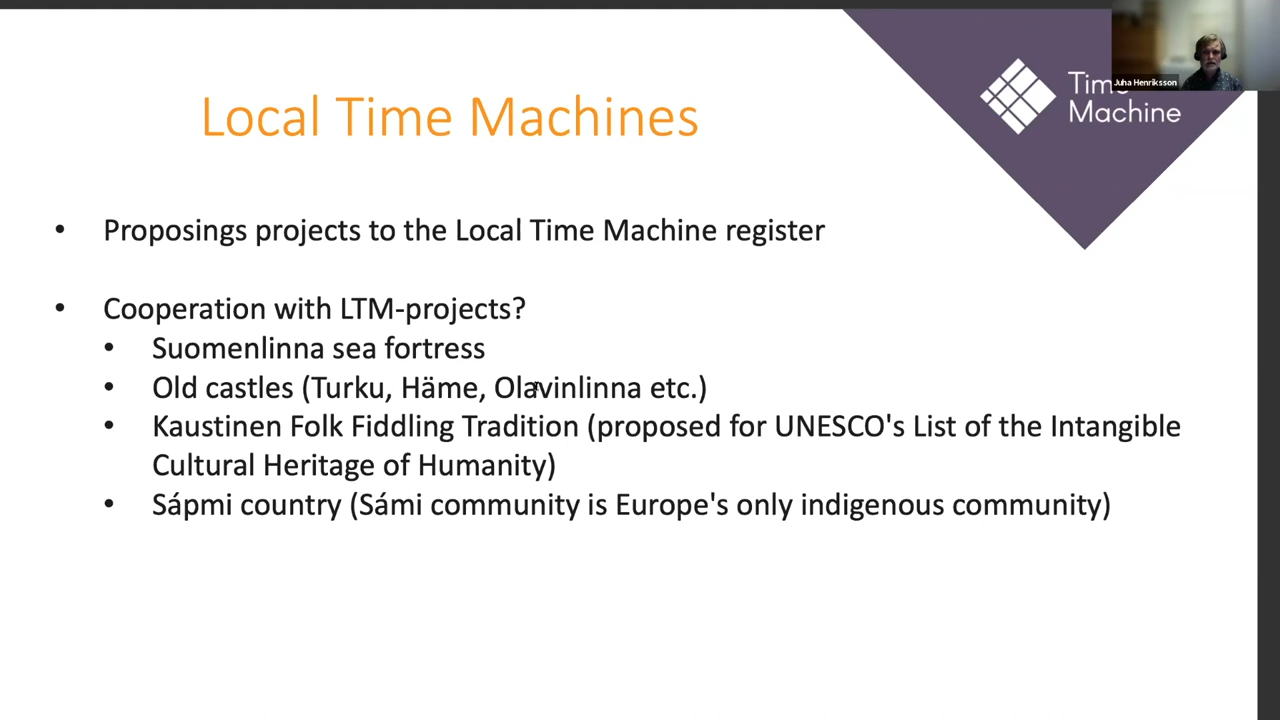 Juha Henriksson
Time
Machine
Local Time Machines
• Proposings projects to the Local Time Machine register
• Cooperation with LTM-projects?
• Suomenlinna sea fortress
• Old castles (Turku, Häme, Olavinlinna etc.)
• Kaustinen Folk Fiddling Tradition (proposed for UNESCO's List of the Intangible
Cultural Heritage of Humanity)
• Sápmi country (Sámi community is Europe's only indigenous community)